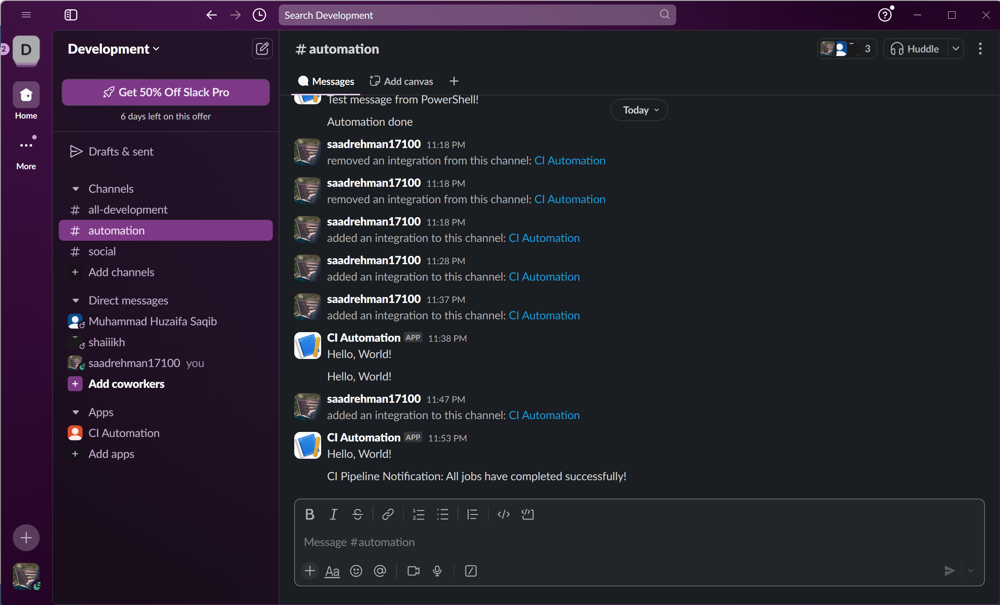 Search Development
2
D
Home
More
Development
Get 50% Off Slack Pro
6 days left on this offer
Drafts & sent
Channels
# all-development
# automation
# social
+ Add channels
Direct messages
Muhammad Huzaifa Saqib
shaiiikh
saadrehman17100 you
+ Add coworkers
Apps
CI Automation
+ Add apps
# automation
3
Huddle
Messages
Add canvas
Test message from PowerShell!
Today
Automation done
saadrehman17100 11:18 PM
removed an integration from this channel: CI Automation
saadrehman17100 11:18 PM
removed an integration from this channel: CI Automation
saadrehman17100 11:18 PM
added an integration to this channel: CI Automation
saadrehman17100 11:28 PM
added an integration to this channel: CI Automation
saadrehman17100 11:37 PM
added an integration to this channel: CI Automation
CI Automation APP 11:38 PM
Hello, World!
Hello, World!
saadrehman17100 11:47 PM
added an integration to this channel: CI Automation
CI Automation APP 11:53 PM
Hello, World!
CI Pipeline Notification: All jobs have completed successfully!
B I S
Message #automation
Aa